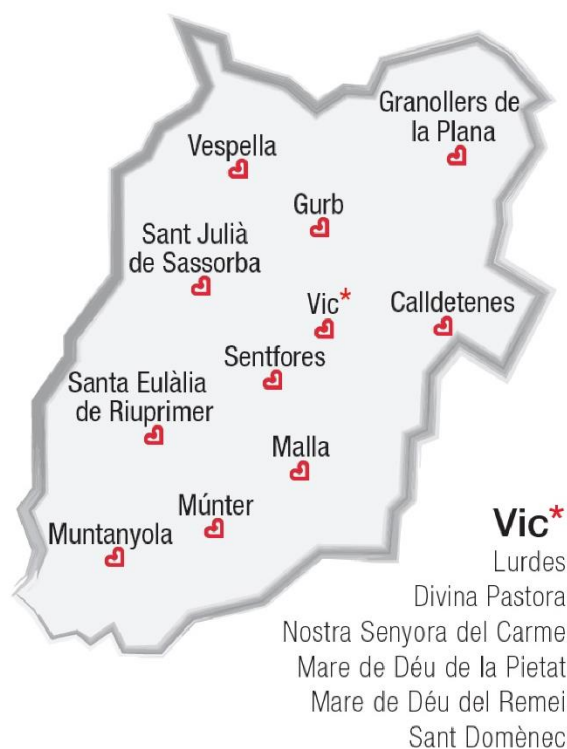 Granollers de
la Plana
Vespella
Gurb
Sant Julià
de Sassorba
Vic*
Calldetenes
Sentfores
Santa Eulàlia
de Riuprimer
Malla
Múnter
Muntanyola
Vic*
Lurdes
Divina Pastora
Nostra Senyora del Carme
Mare de Déu de la Pietat
Mare de Déu del Remei
Sant Domènec